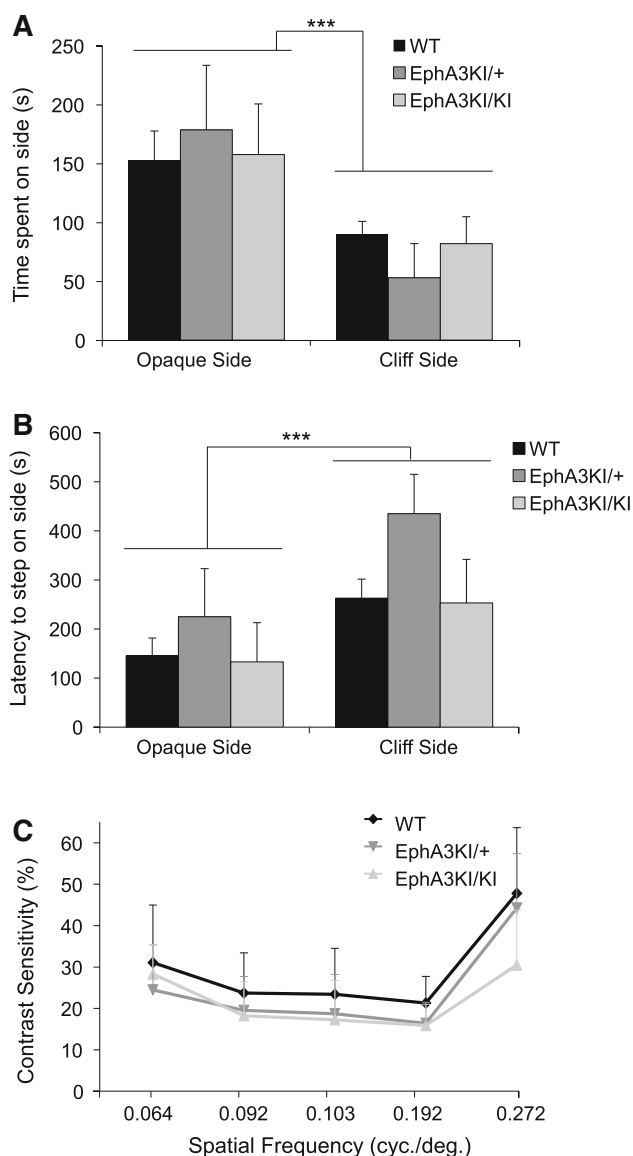 A
***
250
200
150
100
50
0
Time spent on side (s)
WT
EphA3KI/+
EphA3KI/KI
Opaque Side Cliff Side
B
***
600
500
400
300
200
100
0
Latency to step on side (s)
WT
EphA3KI/+
EphA3KI/KI
Opaque Side Cliff Side
C
60
50
40
30
20
10
0
Contrast Sensitivity (%)
WT
EphA3KI/+
EphA3KI/KI
0.064 0.092 0.103 0.192 0.272
Spatial Frequency (cyc./deg.)